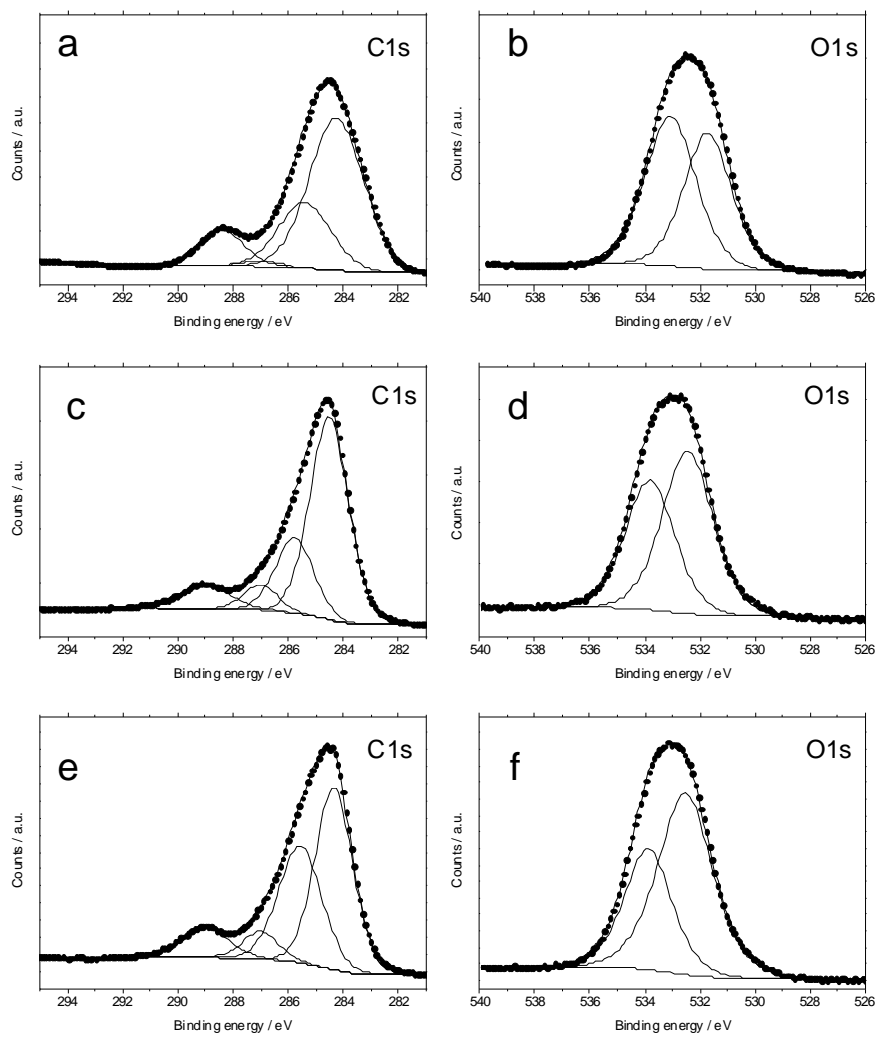 a C1s
Counts / a.u.
294 292 290 288 286 284 282
Binding energy / eV
b O1s
Counts / a.u.
540 538 536 534 532 530 528 526
Binding energy / eV
c C1s
Counts / a.u.
294 292 290 288 286 284 282
Binding energy / eV
d O1s
Counts / a.u.
540 538 536 534 532 530 528 526
Binding energy / eV
e C1s
Counts / a.u.
294 292 290 288 286 284 282
Binding energy / eV
f O1s
Counts / a.u.
540 538 536 534 532 530 528 526
Binding energy / eV